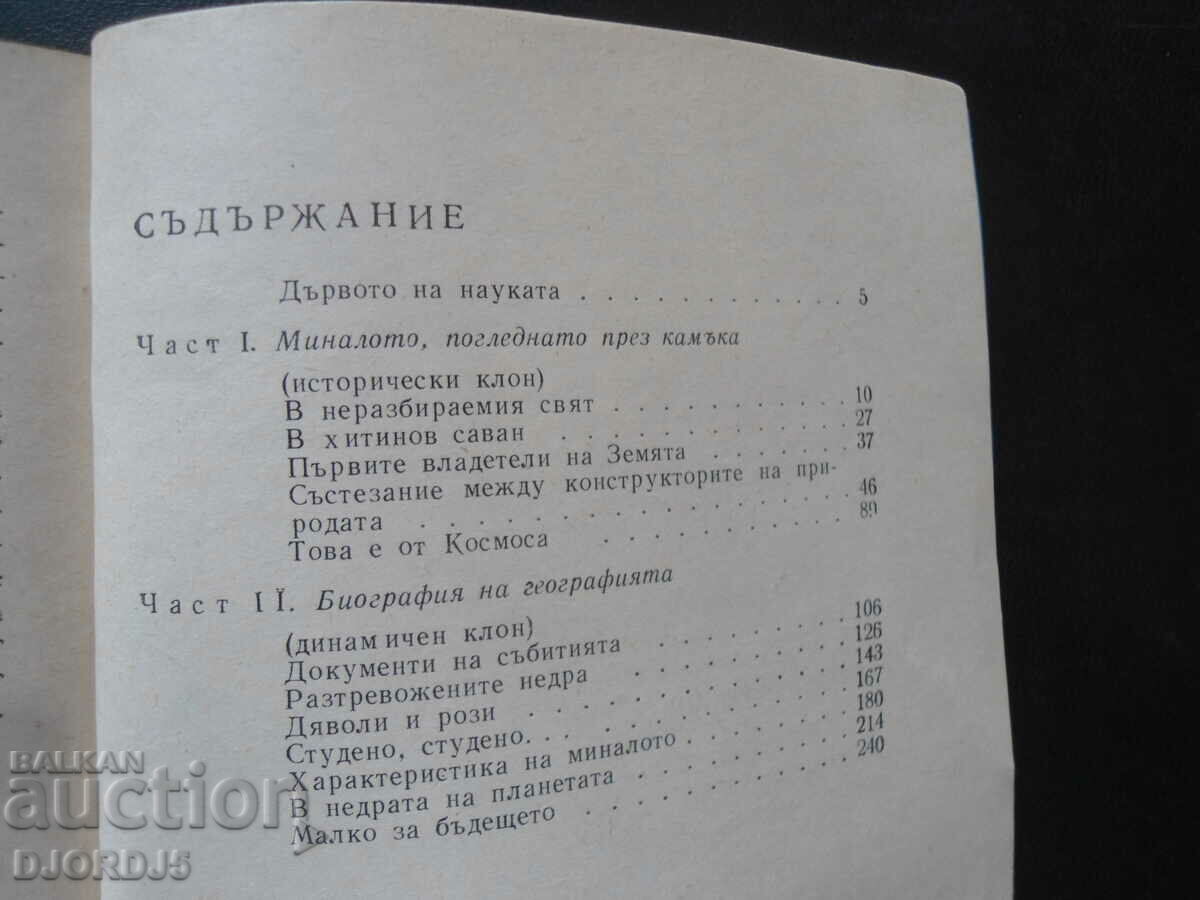 СЪДЪРЖАНИЕ
Дървото на науката . . . . . . . . . . . . 5
Част I. Миналото, погледнато през камъка
(исторически клон)
В неразбираемия свят . . . . . . . . . . 10
В хитинов саван . . . . . . . . . . . . 27
Първите владетели на Земята . . . . . . 37
Състезание между конструкторите на при-
родата . . . . . . . . . . . . . . . . 46
Това е от Космоса . . . . . . . . . . . 89
Част II. Биография на географията
(динамичен клон)
Документи на събитията . . . . . . . . . 106
Разтревожените недра . . . . . . . . . . 126
Дяволи и рози . . . . . . . . . . . . . 143
Студено, студено. . . . . . . . . . . . 167
Характеристика на миналото . . . . . . . 180
В недрата на планетата . . . . . . . . . 214
Малко за бъдещето . . . . . . . . . . . 240
BALKAN
auction
DJORDJ5